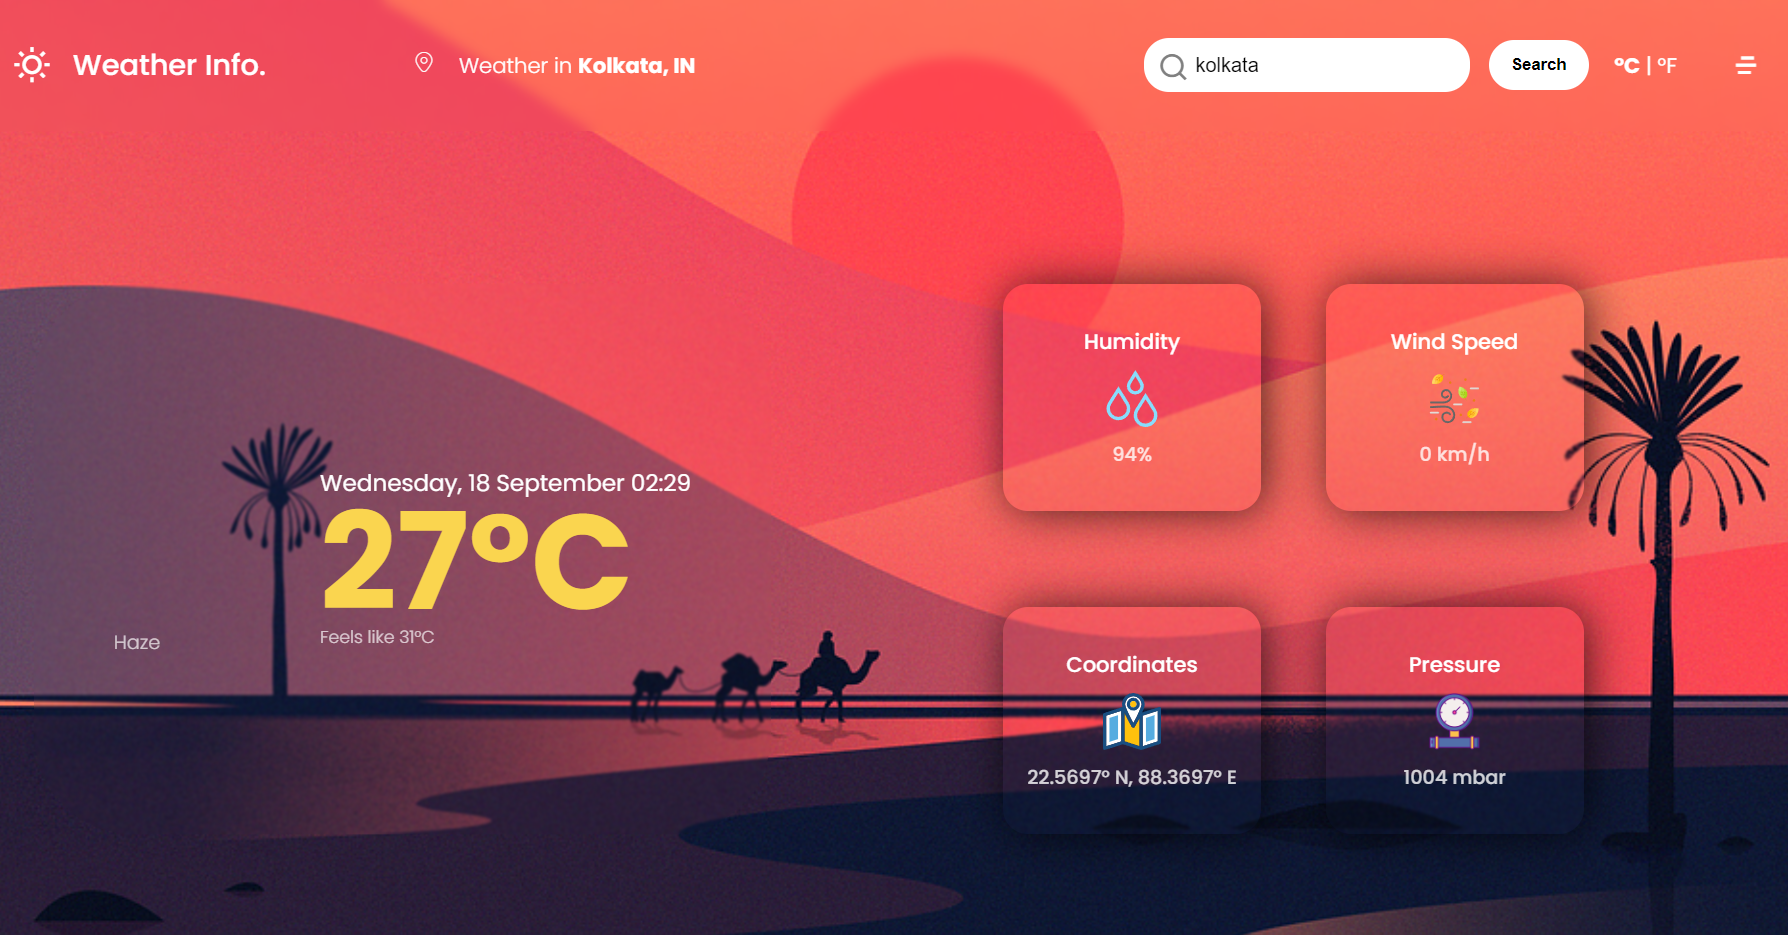 Weather Info.
Weather in Kolkata, IN
kolkata
Search
°C | °F
Humidity
94%
Wind Speed
0 km/h
Wednesday, 18 September 02:29
27°C
Feels like 31°C
Haze
Coordinates
22.5697° N, 88.3697° E
Pressure
1004 mbar